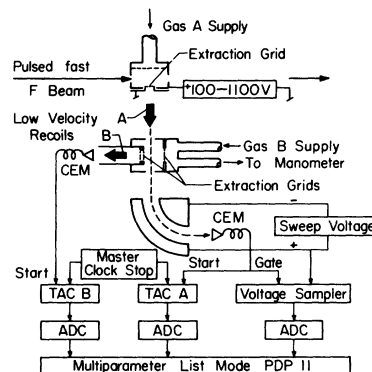 Gas A Supply
Extraction Grid
Pulsed fast
F Beam
+100-1100V
A
Low Velocity
Recoils
B
Gas B Supply
To Manometer
CEM
Extraction Grids
CEM
-
Sweep Voltage
+
Master
Clock Stop
Start
Start
Gate
TAC B
TAC A
Voltage Sampler
ADC
ADC
ADC
Multiparameter List Mode PDP II